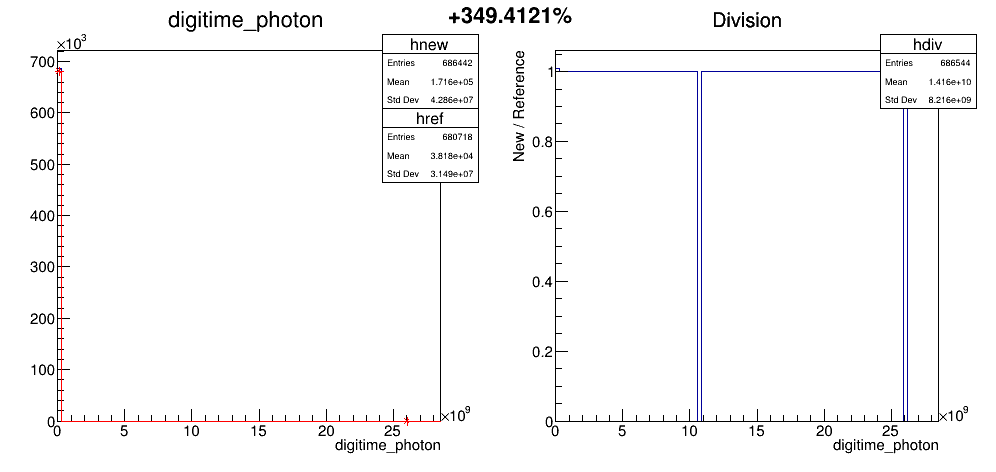 +349.4121%
digitime_photon
×10³
700
600
500
400
300
200
100
0
0 5 10 15 20 25
×10⁹
digitime_photon
hnew
Entries 686442
Mean 1.716e+05
Std Dev 4.286e+07
href
Entries 680718
Mean 3.818e+04
Std Dev 3.149e+07
Division
New / Reference
1
0.8
0.6
0.4
0.2
0
0 5 10 15 20 25
×10⁹
digitime_photon
hdiv
Entries 686544
Mean 1.416e+10
Std Dev 8.216e+09